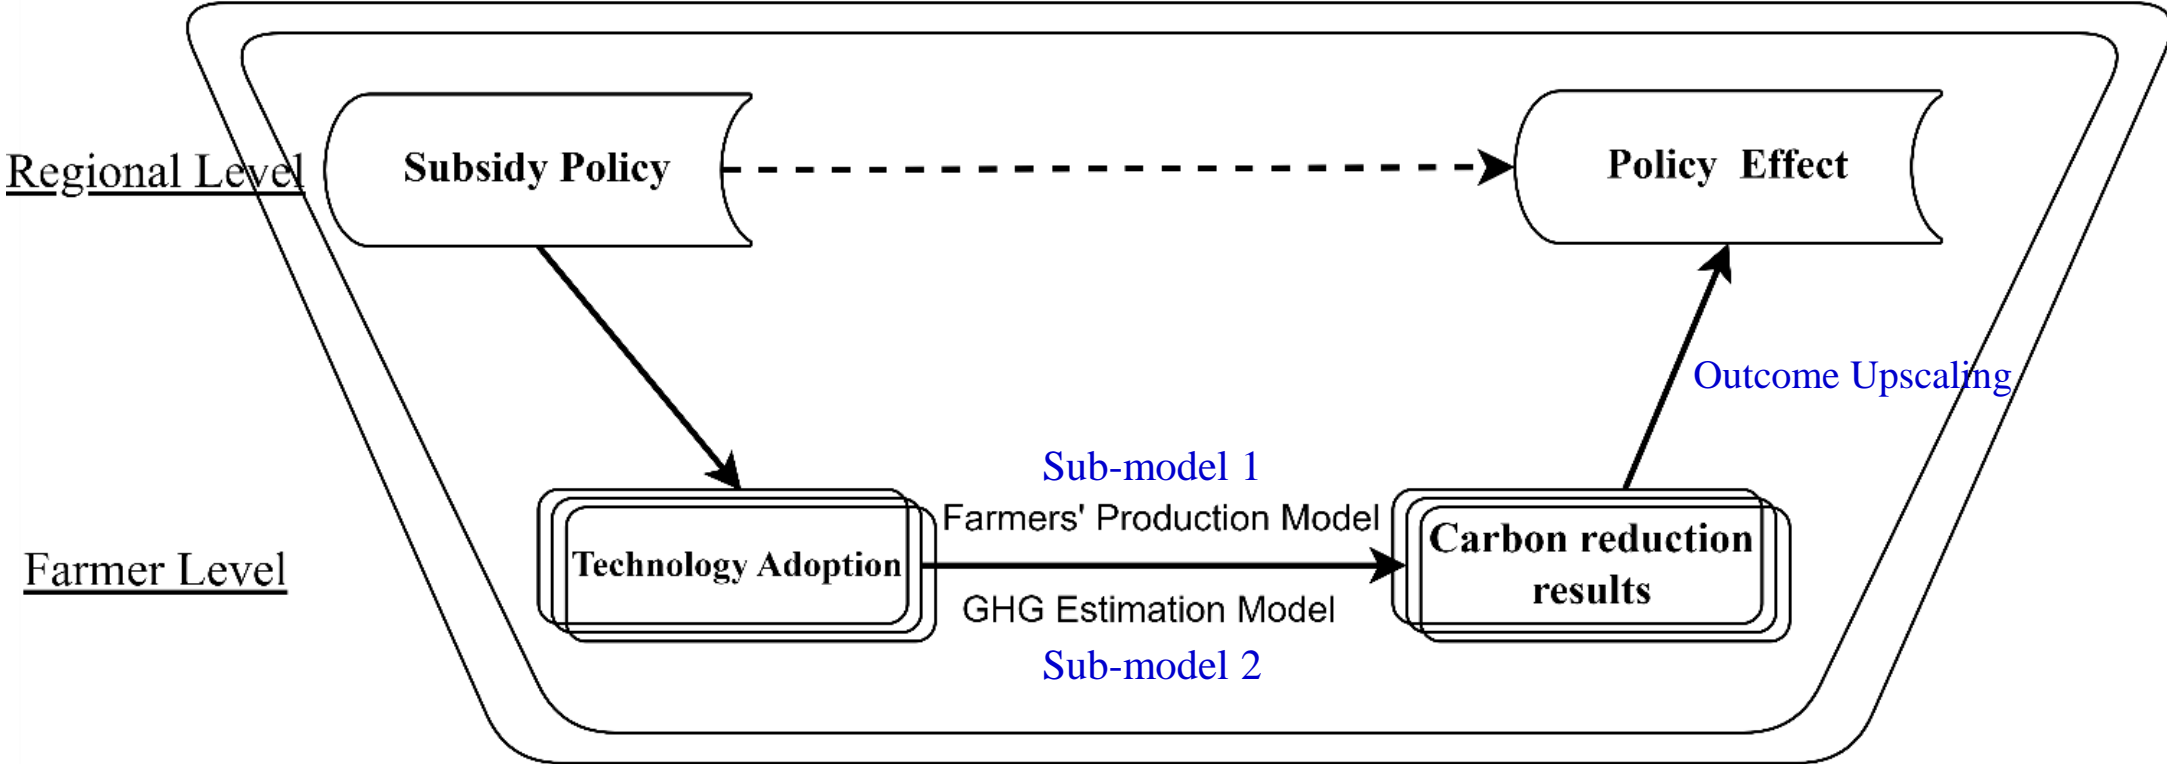 Regional Level
Subsidy Policy
Policy Effect
Outcome Upscaling
Sub-model 1
Farmers' Production Model
Farmer Level
Technology Adoption
Carbon reduction
results
GHG Estimation Model
Sub-model 2